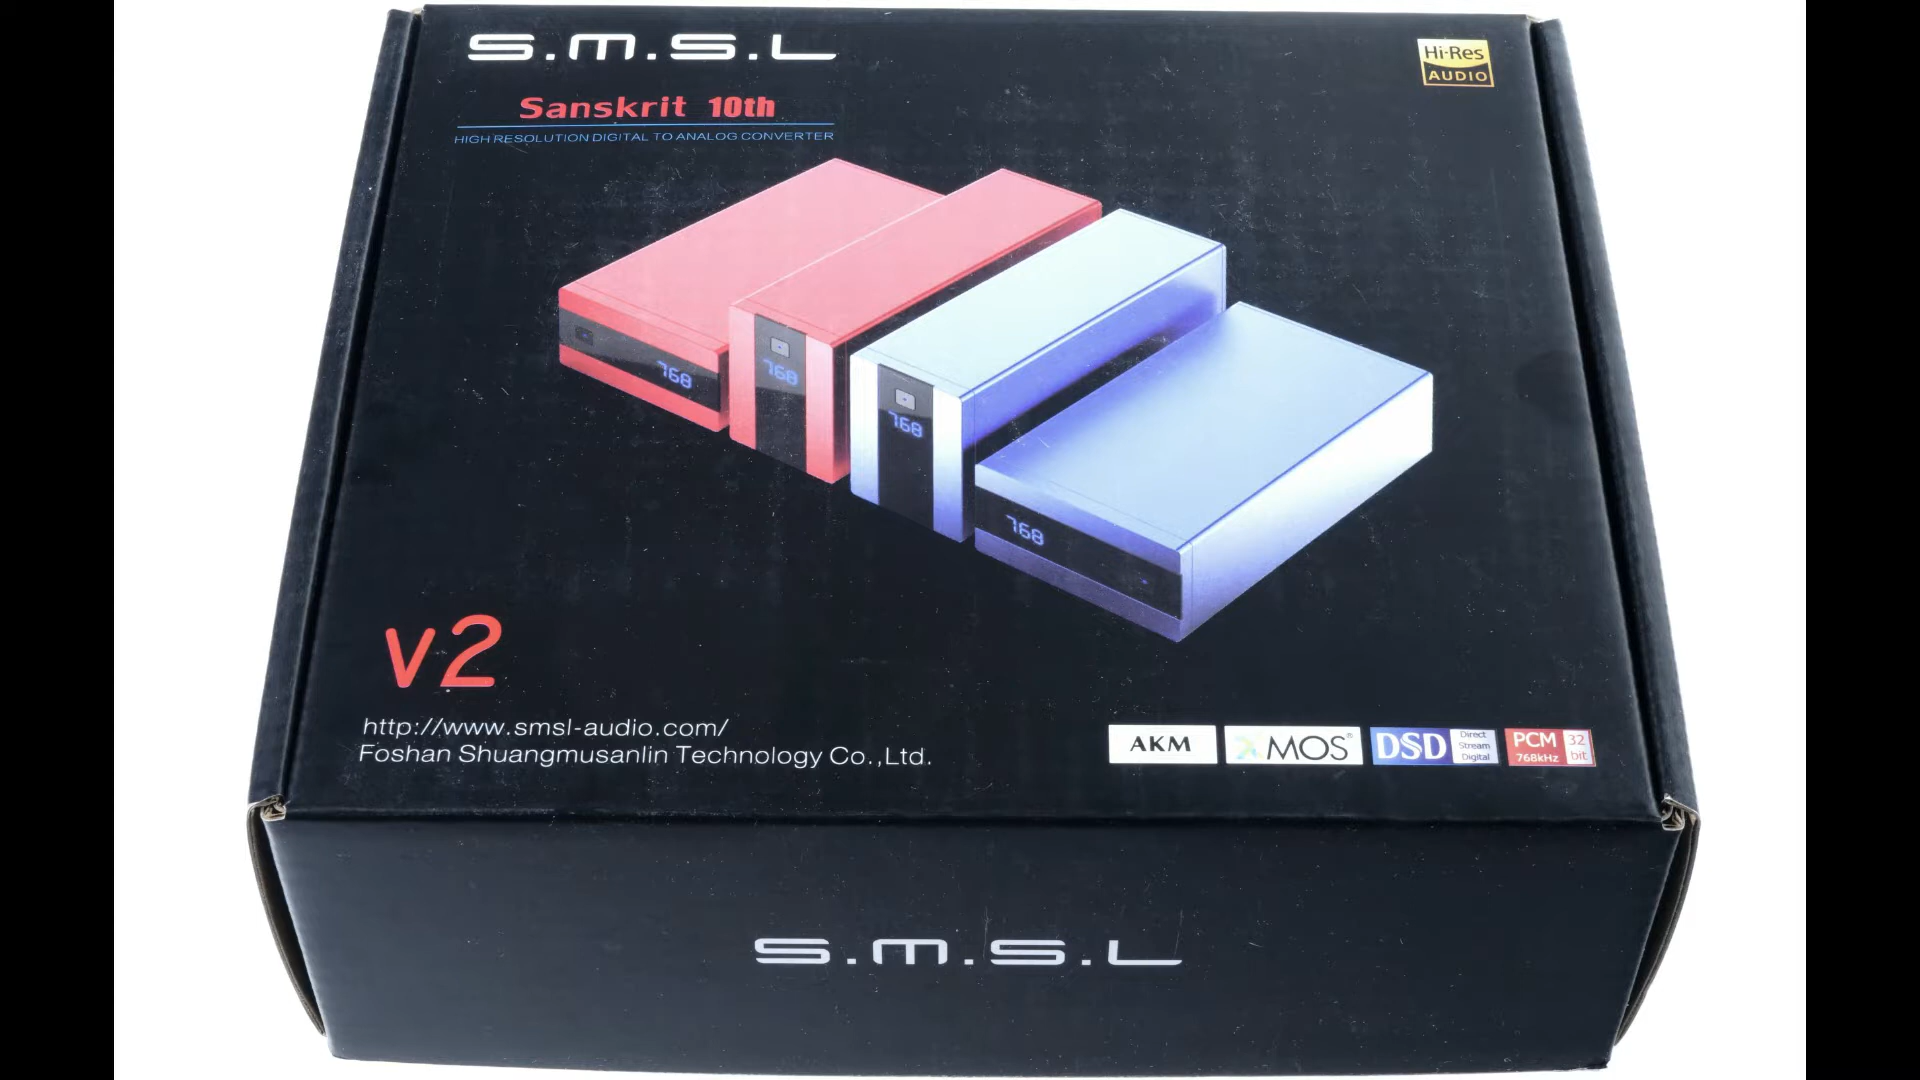 S.M.S.L
Hi-Res
AUDIO
Sanskrit 10th
HIGH RESOLUTION DIGITAL TO ANALOG CONVERTER
768
768
768
768
v2
http://www.smsl-audio.com/
Foshan Shuangmusanlin Technology Co.,Ltd.
AKM
XMOS®
DSD Direct Stream Digital
PCM 768kHz 32 bit
S.M.S.L